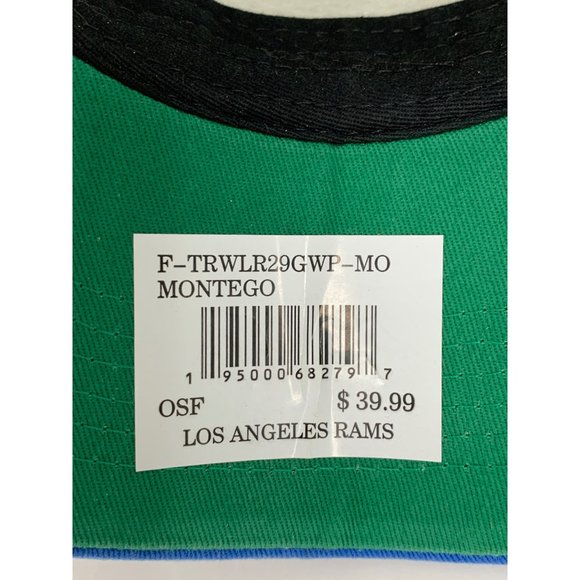 F-TRWLR29GWP-MO
MONTEGO
1 95000 68279 7
OSF $ 39.99
LOS ANGELES RAMS